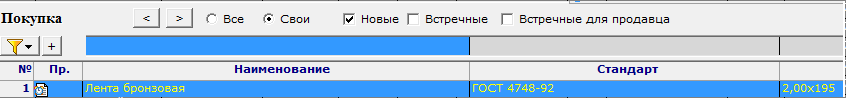 Покупка < > Все Свои Новые Встречные Встречные для продавца
+
№ Пр. Наименование Стандарт
1 Лента бронзовая ГОСТ 4748-92 2,00x195